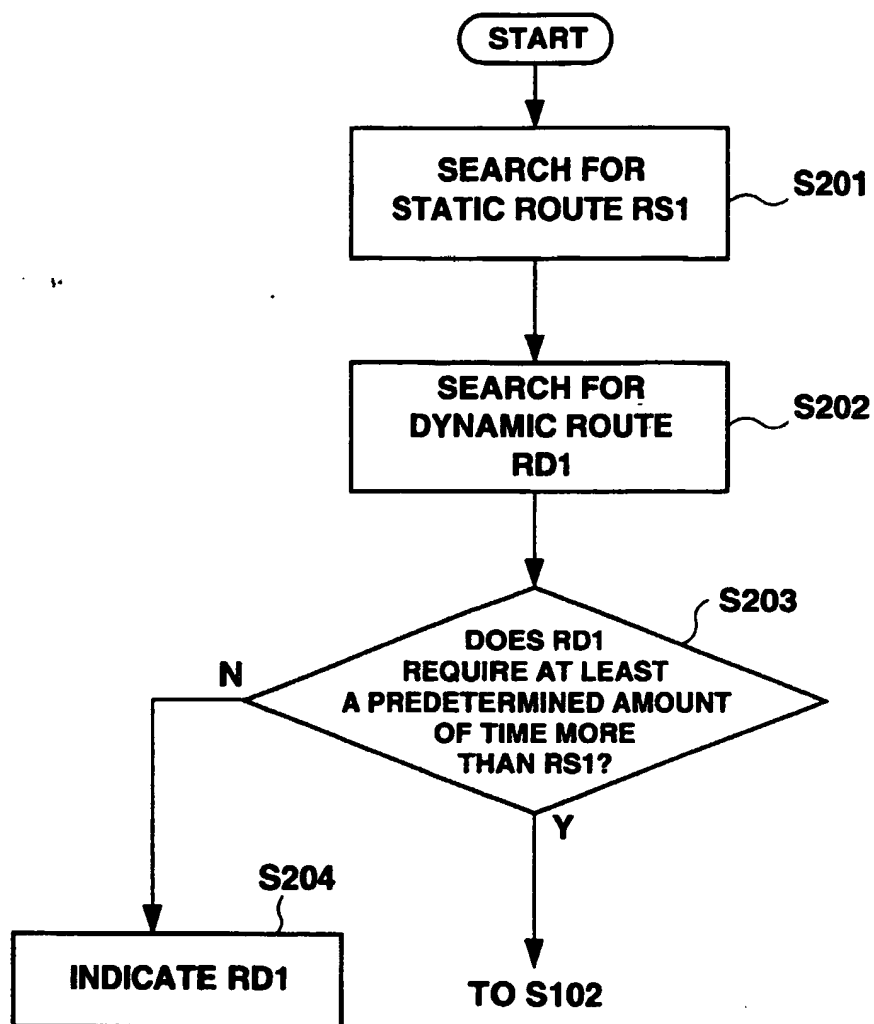 START
SEARCH FOR
STATIC ROUTE RS1
S201
SEARCH FOR
DYNAMIC ROUTE
RD1
S202
S203
DOES RD1
REQUIRE AT LEAST
A PREDETERMINED AMOUNT
OF TIME MORE
THAN RS1?
N
Y
S204
INDICATE RD1
TO S102